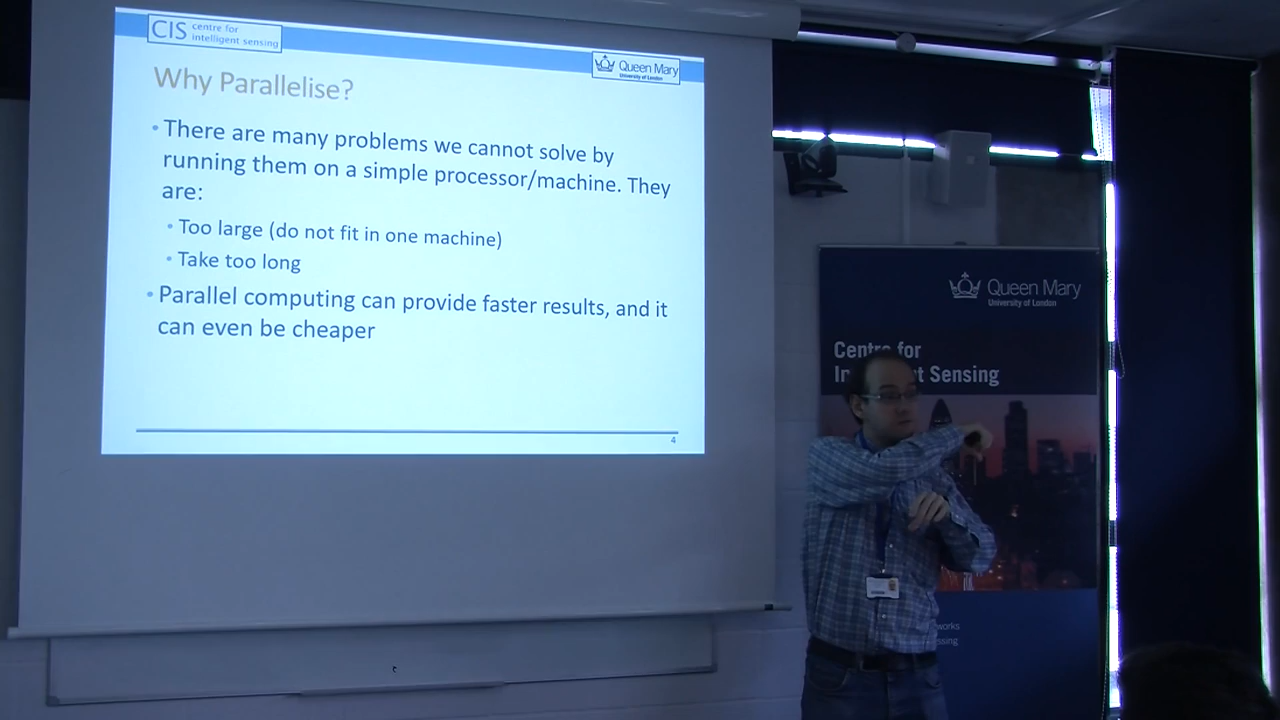 CIS centre for
intelligent sensing
Queen Mary
University of London
Why Parallelise?
• There are many problems we cannot solve by
running them on a simple processor/machine. They
are:
• Too large (do not fit in one machine)
• Take too long
• Parallel computing can provide faster results, and it
can even be cheaper
4
Queen Mary
University of London
Centre for
In t Sensing
works
ssing